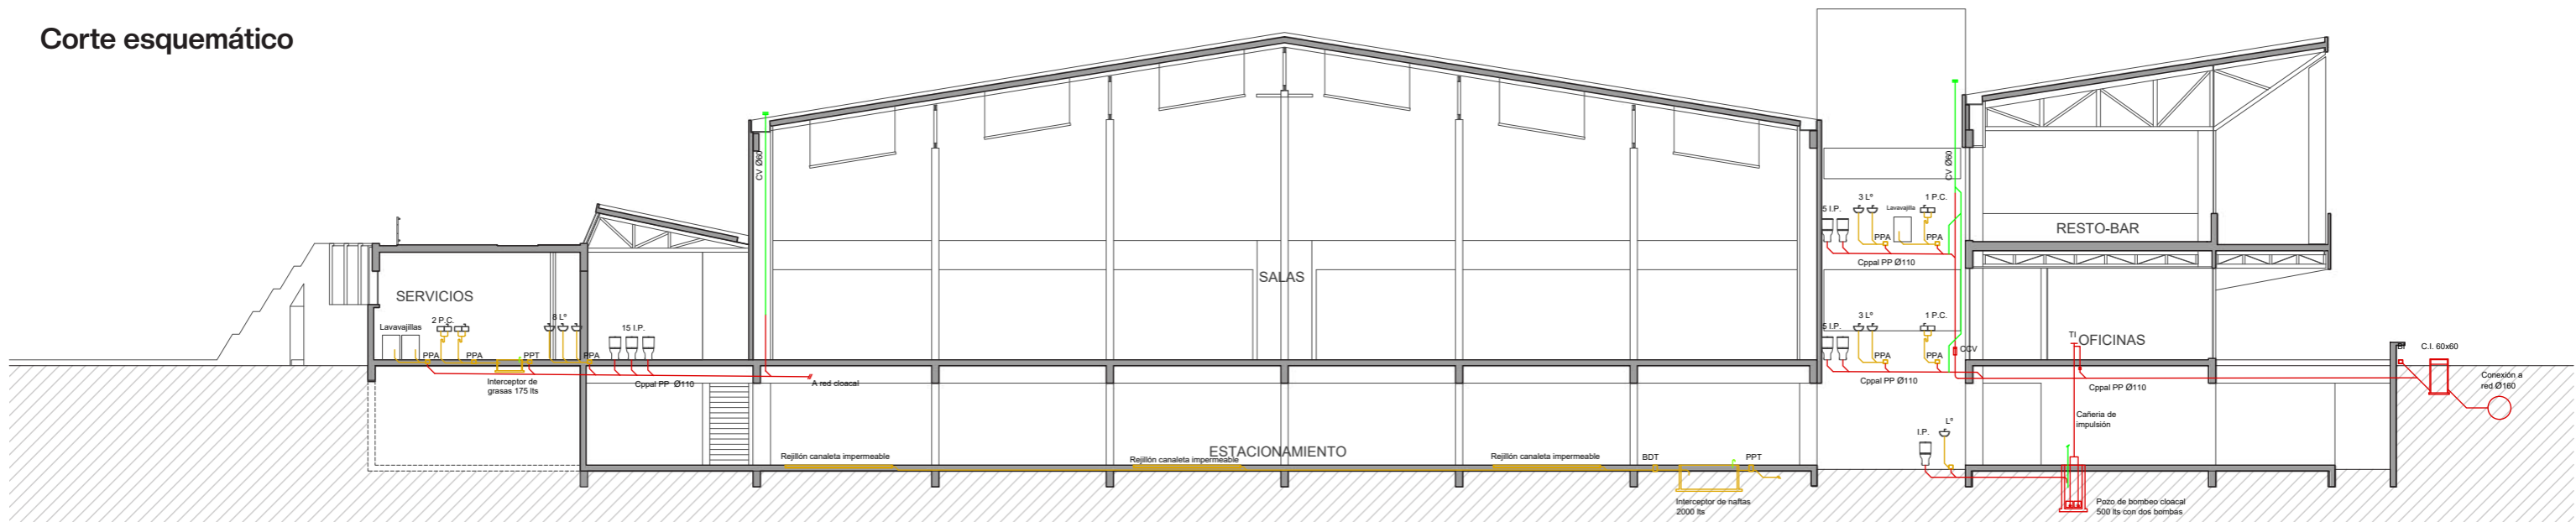 Corte esquemático
CV Ø60
CV Ø60
5 I.P.
3 Lº
Lavavajilla
1 P.C.
PPA
PPA
Cppal PP Ø110
RESTO-BAR
SALAS
SERVICIOS
Lavavajillas
2 P.C.
8 Lº
15 I.P.
PPA
PPA
PPT
PPA
Interceptor de
grasas 175 lts
Cppal PP Ø110
A red cloacal
5 I.P.
3 Lº
1 P.C.
PPA
PPA
CCV
Cppal PP Ø110
TI
OFICINAS
BI
C.I. 60x60
Conexión a
red Ø160
Cppal PP Ø110
Cañeria de
impulsión
I.P.
Lº
ESTACIONAMIENTO
Rejillón canaleta impermeable
Rejillón canaleta impermeable
Rejillón canaleta impermeable
BDT
PPT
Interceptor de naftas
2000 lts
Pozo de bombeo cloacal
500 lts con dos bombas